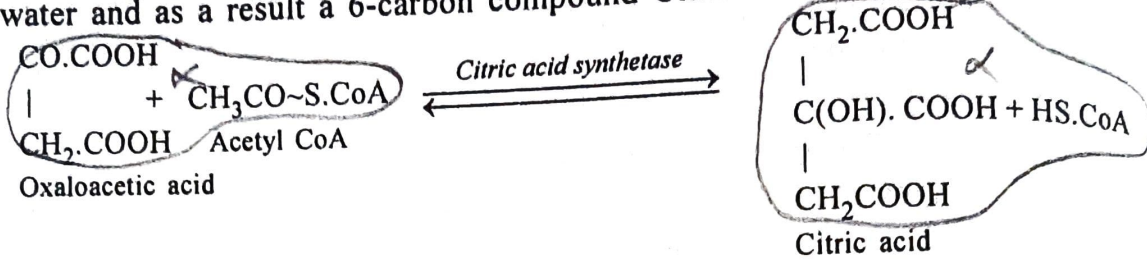 water and as a result a 6-carbon compound
CO.COOH
|
+ CH₃CO~S.CoA
CH₂.COOH Acetyl CoA
Oxaloacetic acid
Citric acid synthetase
CH₂.COOH
|
C(OH). COOH + HS.CoA
|
CH₂COOH
Citric acid